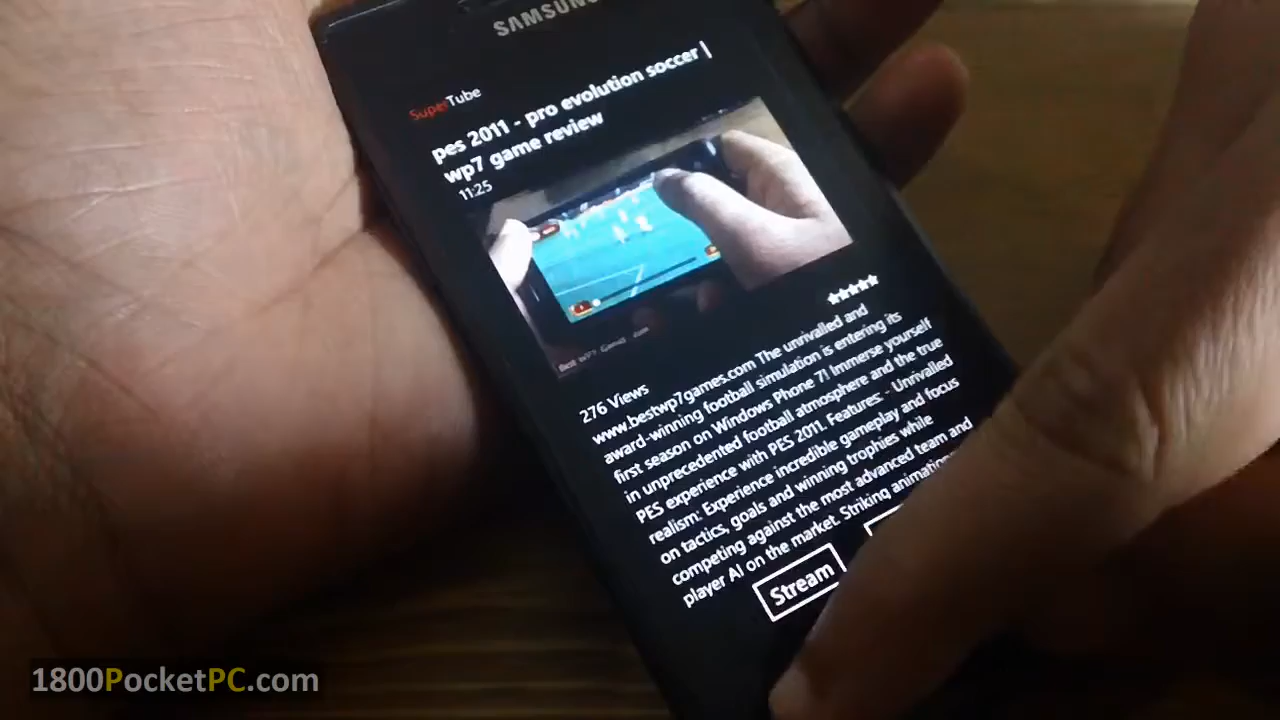 SAMSUNG
SuperTube
pes 2011 - pro evolution soccer |
wp7 game review
11:25
276 Views
www.bestwp7games.com The unrivalled and
award-winning football simulation is entering its
first season on Windows Phone 7! Immerse yourself
in unprecedented football atmosphere and the true
PES experience with PES 2011. Features: - Unrivalled
realism: Experience incredible gameplay and focus
on tactics, goals and winning trophies while
competing against the most advanced team and
player AI on the market. Striking
Stream
1800PocketPC.com